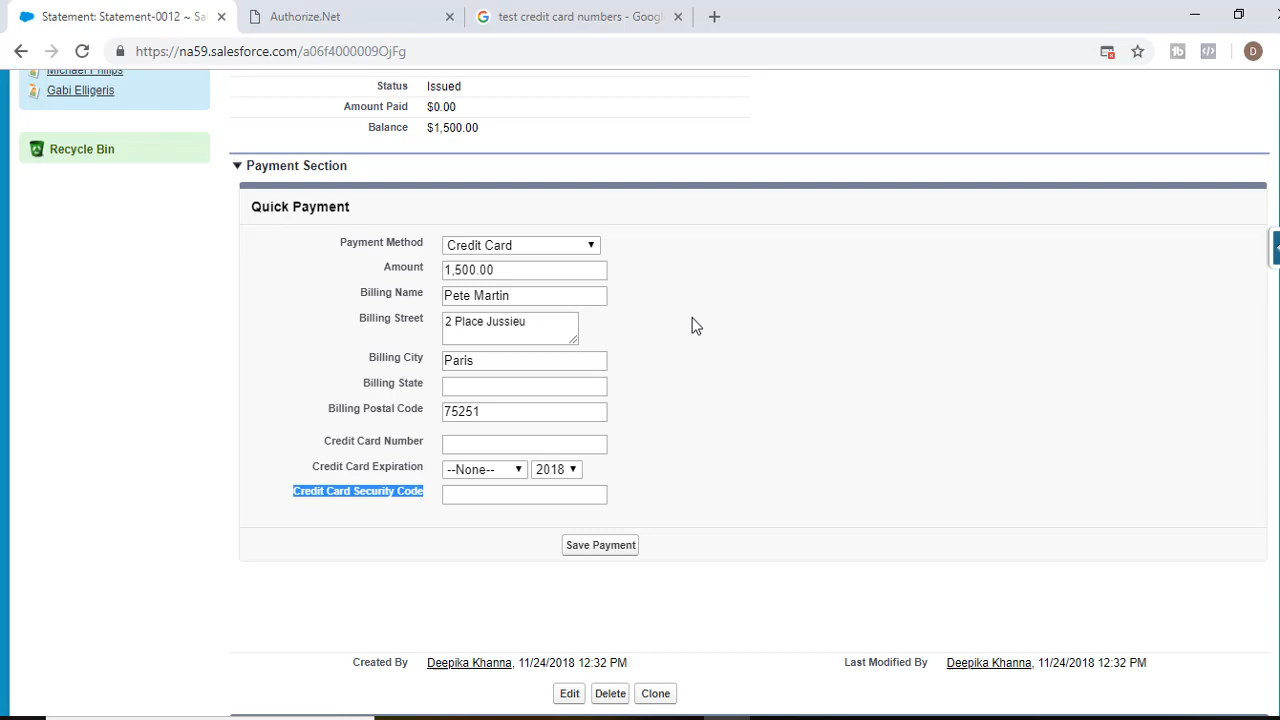 Statement: Statement-0012 ~ Sa
Authorize.Net
test credit card numbers - Goog
https://na59.salesforce.com/a06f4000009OjFg
D
Michael Phillips
Gabi Elligeris
Recycle Bin
Status Issued
Amount Paid $0.00
Balance $1,500.00
Payment Section
Quick Payment
Payment Method Credit Card
Amount 1,500.00
Billing Name Pete Martin
Billing Street 2 Place Jussieu
Billing City Paris
Billing State
Billing Postal Code 75251
Credit Card Number
Credit Card Expiration --None-- 2018
Credit Card Security Code
Save Payment
Created By Deepika Khanna, 11/24/2018 12:32 PM
Last Modified By Deepika Khanna, 11/24/2018 12:32 PM
Edit Delete Clone